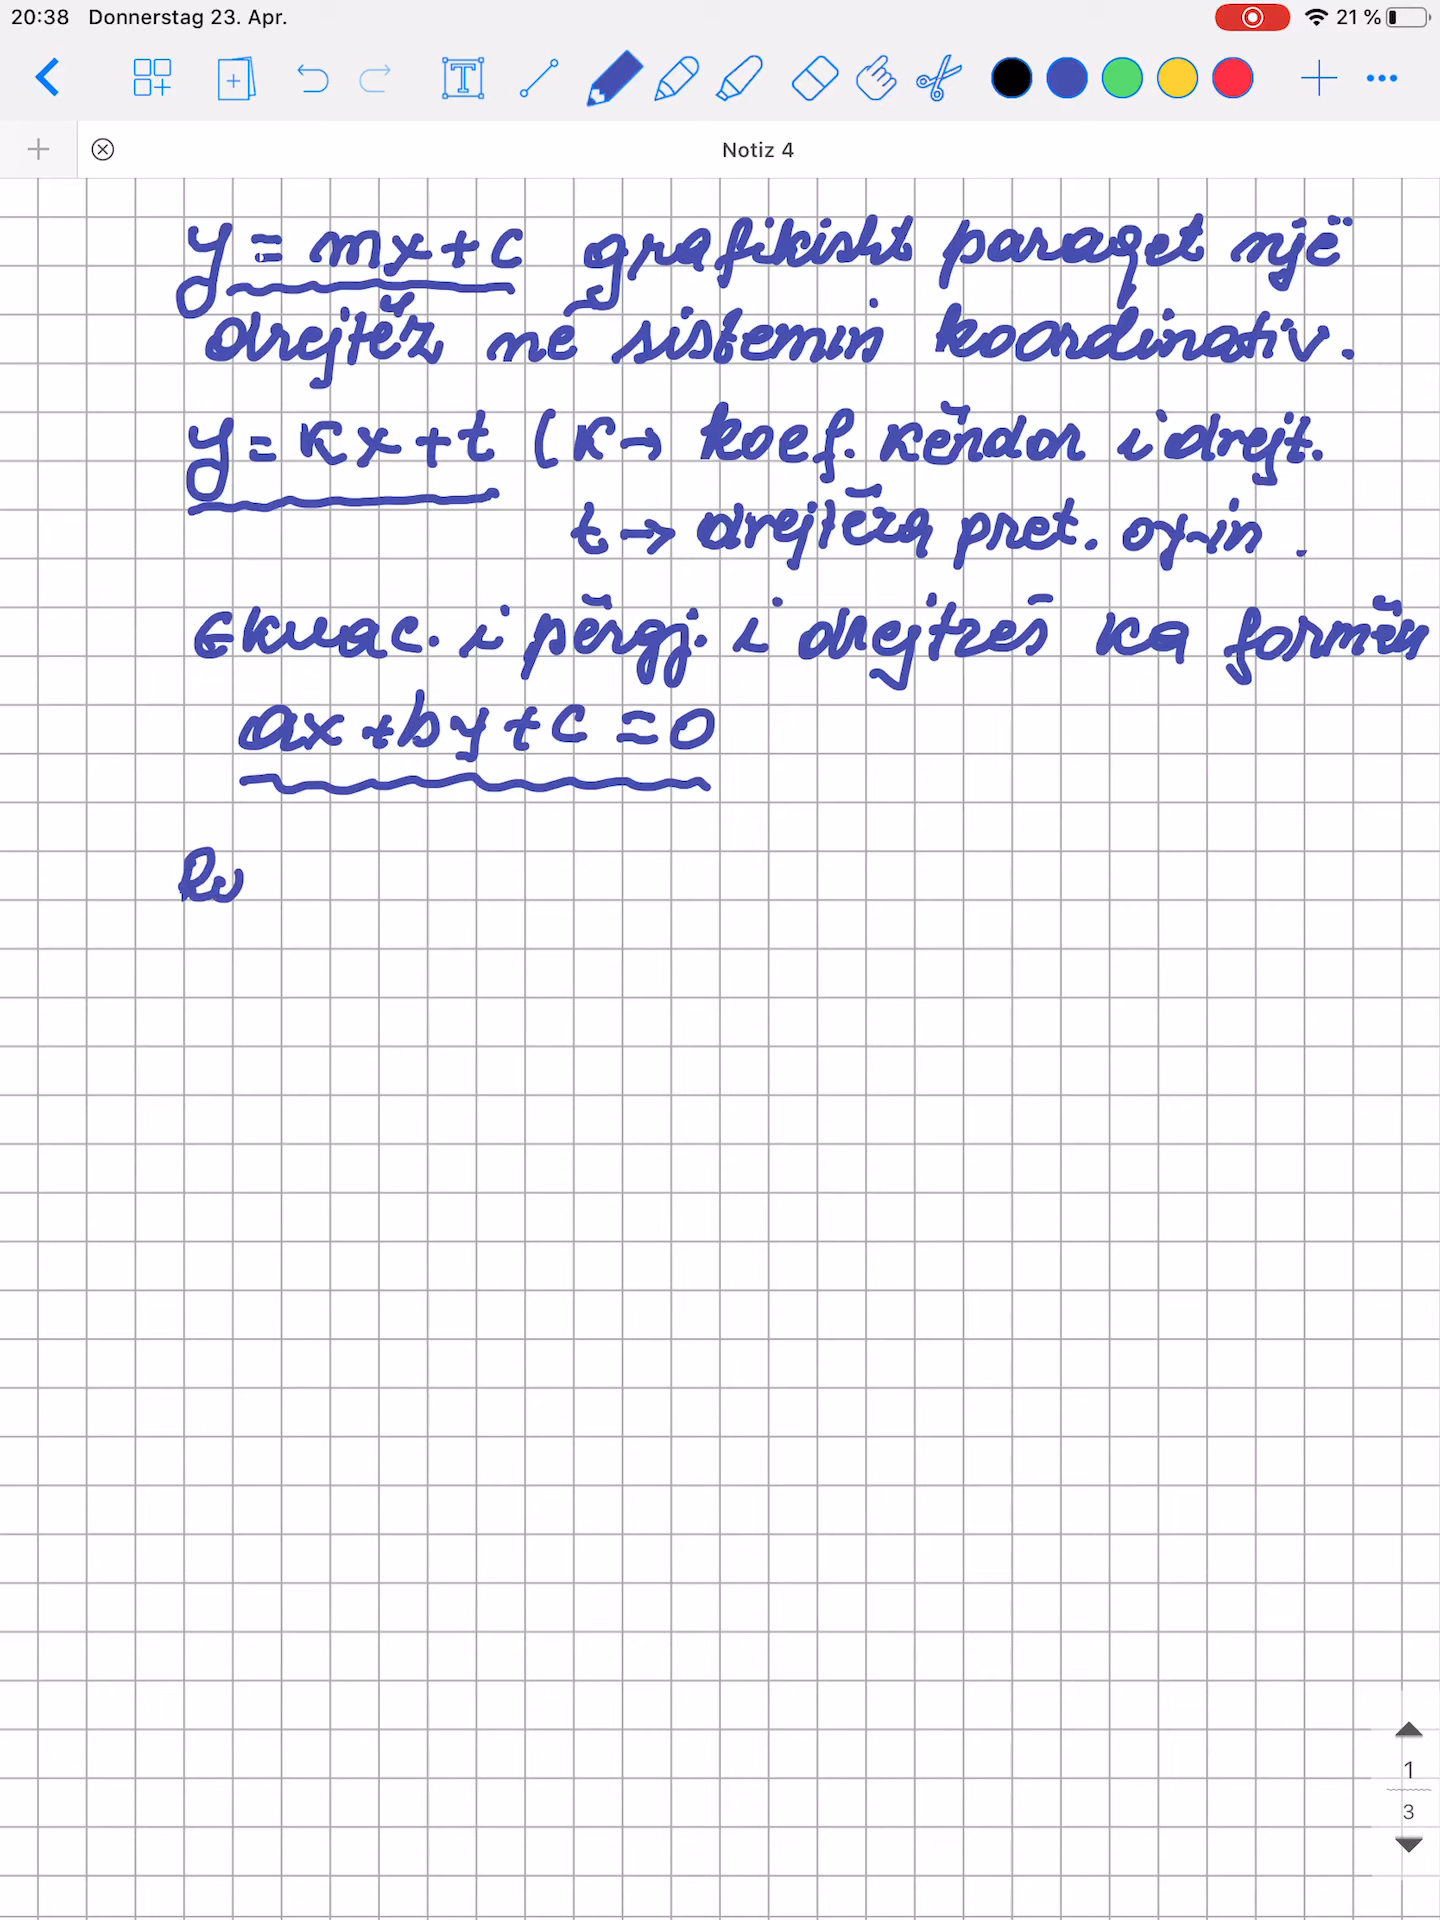 20:38 Donnerstag 23. Apr. 21 %
T
Notiz 4
y = mx + c grafikisht paraqet një
drejtëz në sistemin koordinativ.
y = kx + t (k → koef. këndor i drejt.
t → drejtëza pret. oy-in.
Ekuac. i përgj. i drejtzës ka formën
ax + by + c = 0
1
3